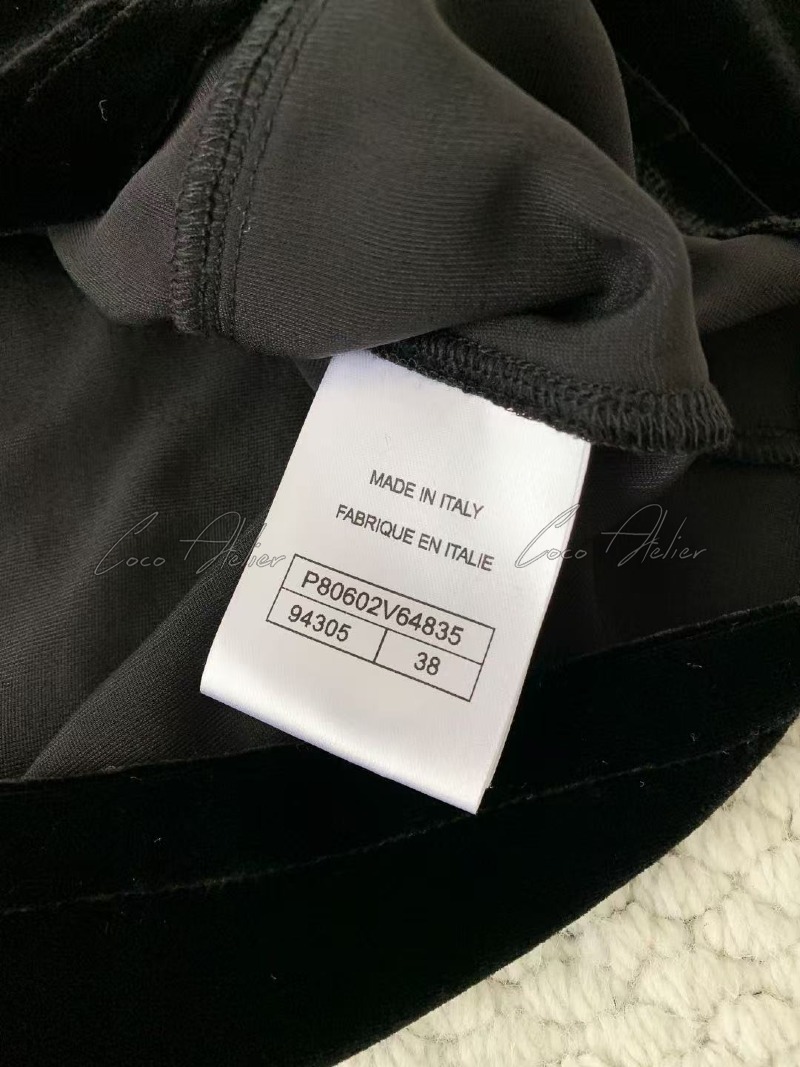 MADE IN ITALY
FABRIQUE EN ITALIE
P80602V64835
94305 38
Coco Atelier Coco Atelier